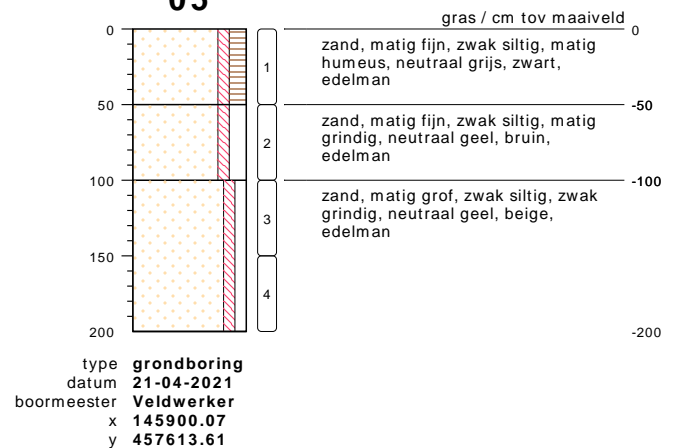 05
gras / cm tov maaiveld
0
0
zand, matig fijn, zwak siltig, matig
humeus, neutraal grijs, zwart,
edelman
1
50
-50
zand, matig fijn, zwak siltig, matig
grindig, neutraal geel, bruin,
edelman
2
100
-100
zand, matig grof, zwak siltig, zwak
grindig, neutraal geel, beige,
edelman
3
150
4
200
-200
type grondboring
datum 21-04-2021
boormeester Veldwerker
x 145900.07
y 457613.61